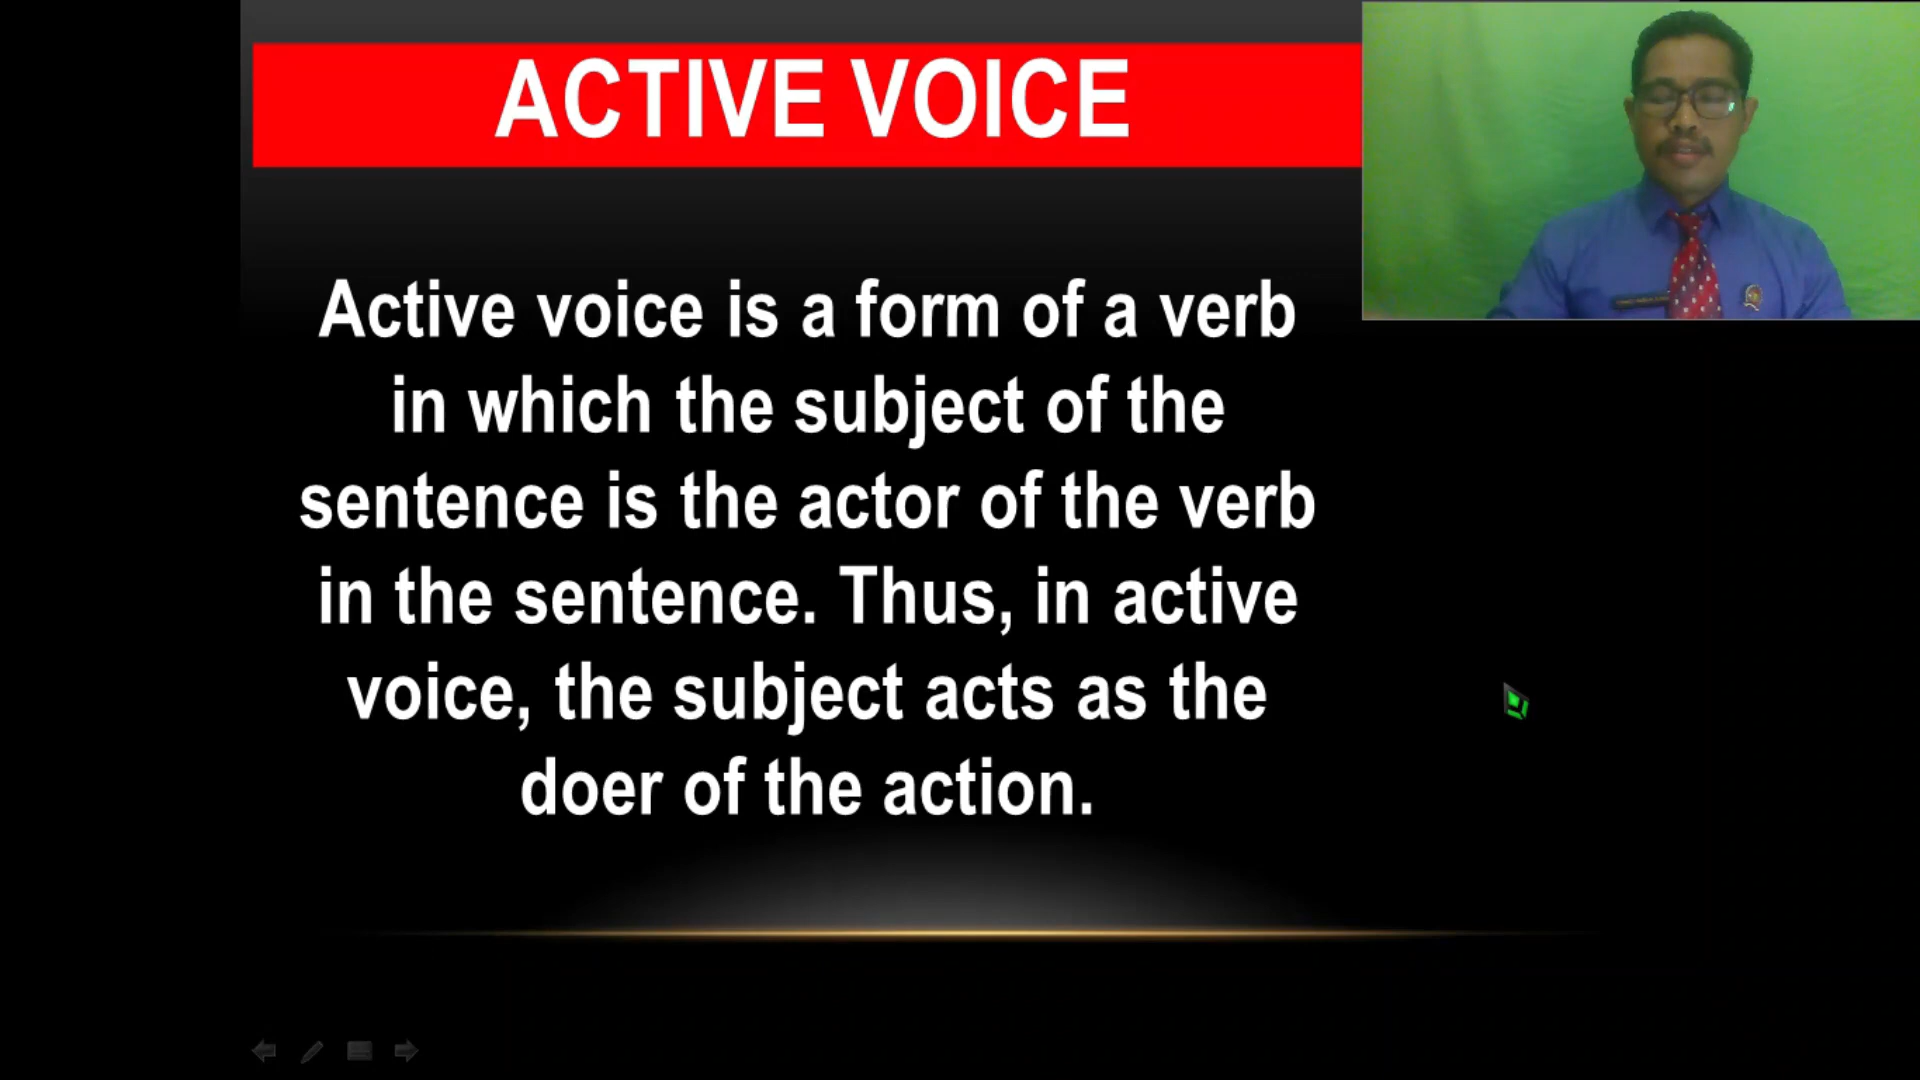 ACTIVE VOICE
Active voice is a form of a verb
in which the subject of the
sentence is the actor of the verb
in the sentence. Thus, in active
voice, the subject acts as the
doer of the action.